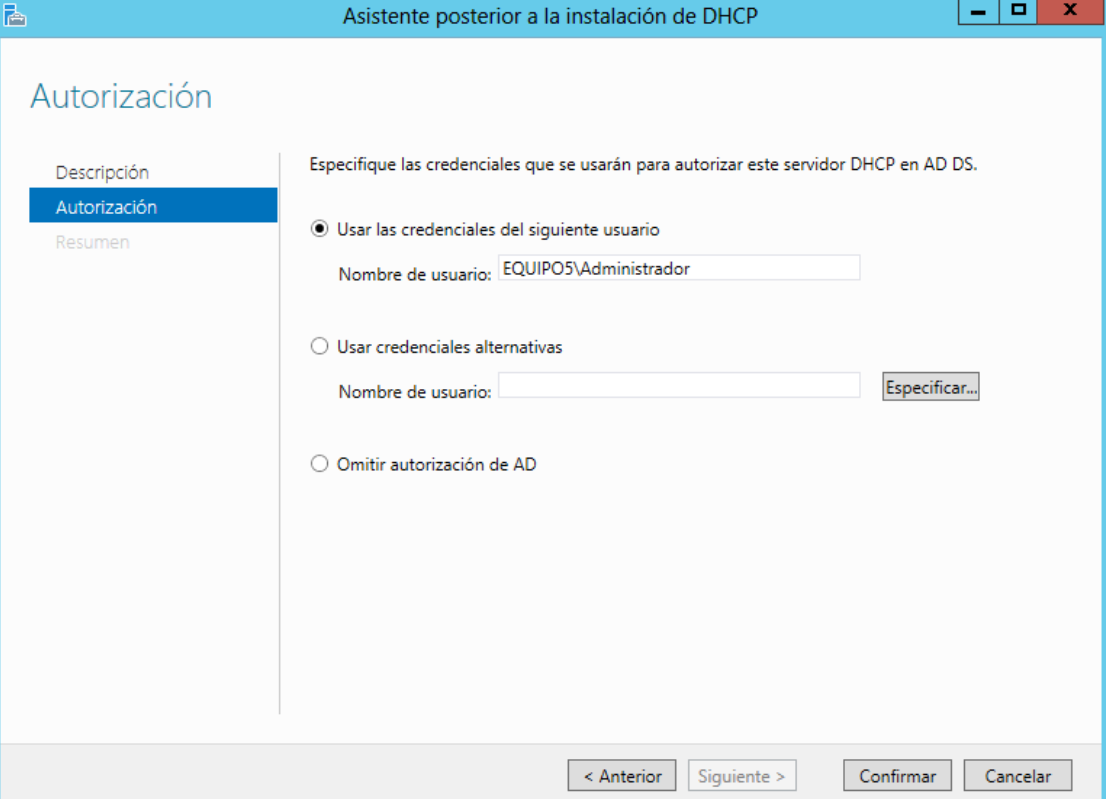 Asistente posterior a la instalación de DHCP
Autorización
Descripción
Autorización
Resumen
Especifique las credenciales que se usarán para autorizar este servidor DHCP en AD DS.
Usar las credenciales del siguiente usuario
Nombre de usuario: EQUIPO5\Administrador
Usar credenciales alternativas
Nombre de usuario:
Especificar...
Omitir autorización de AD
< Anterior
Siguiente >
Confirmar
Cancelar